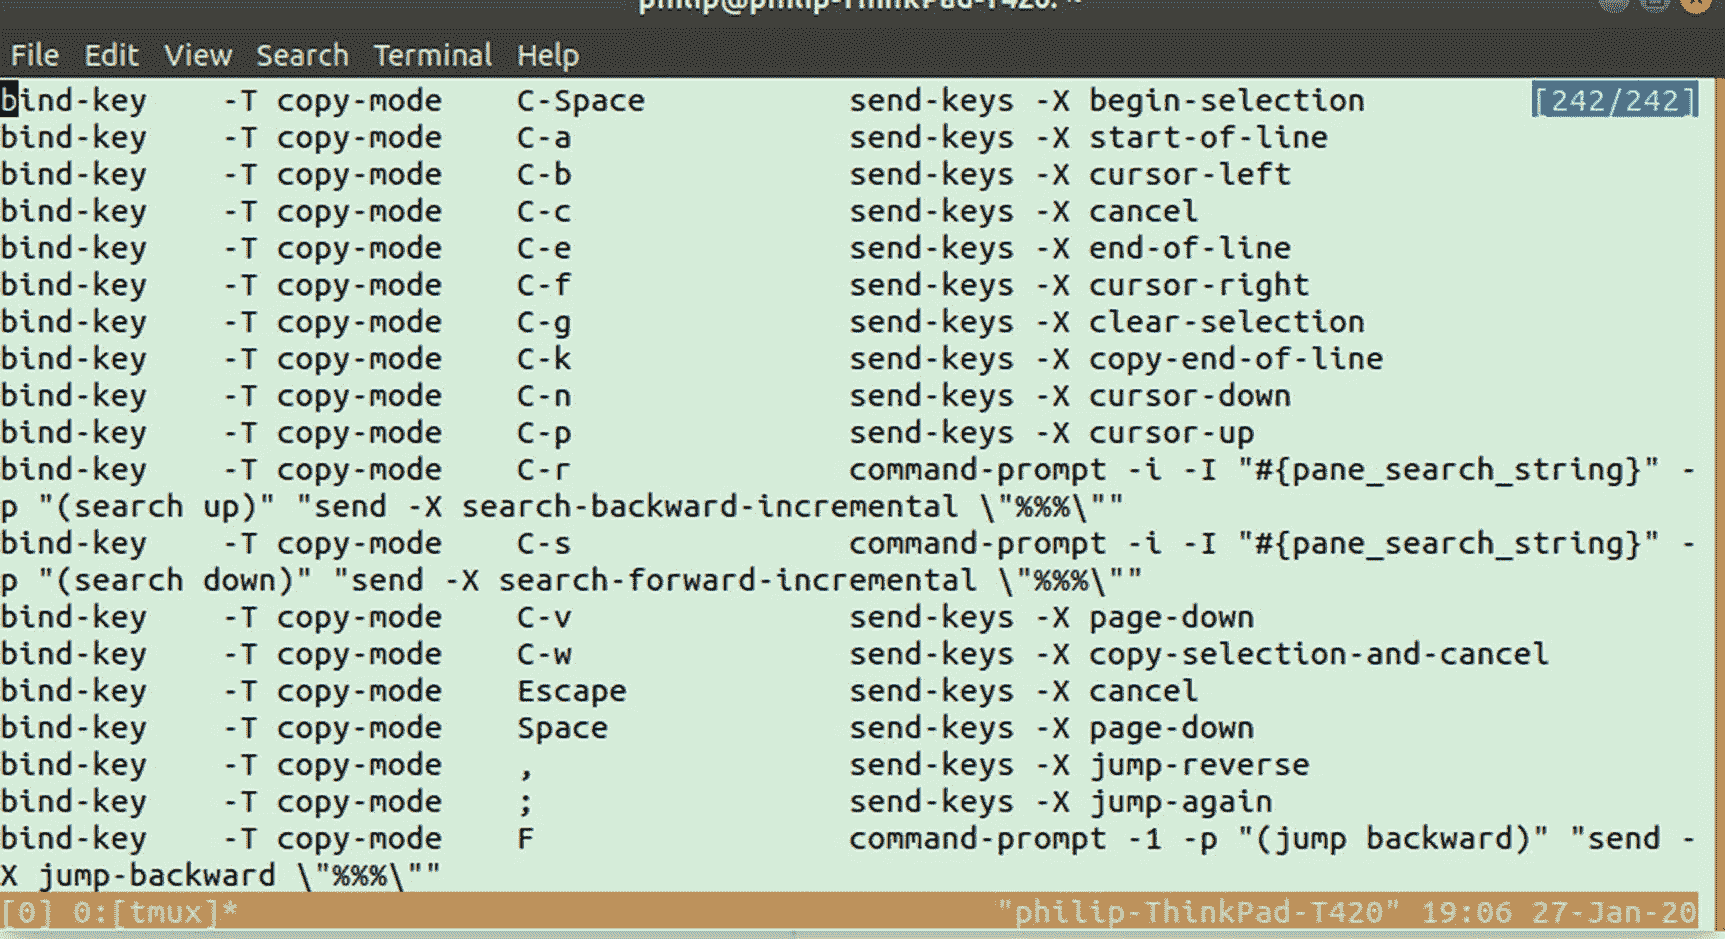 philip@philip-ThinkPad-T420: ~
File Edit View Search Terminal Help
bind-key    -T copy-mode    C-Space           send-keys -X begin-selection         [242/242]
bind-key    -T copy-mode    C-a               send-keys -X start-of-line
bind-key    -T copy-mode    C-b               send-keys -X cursor-left
bind-key    -T copy-mode    C-c               send-keys -X cancel
bind-key    -T copy-mode    C-e               send-keys -X end-of-line
bind-key    -T copy-mode    C-f               send-keys -X cursor-right
bind-key    -T copy-mode    C-g               send-keys -X clear-selection
bind-key    -T copy-mode    C-k               send-keys -X copy-end-of-line
bind-key    -T copy-mode    C-n               send-keys -X cursor-down
bind-key    -T copy-mode    C-p               send-keys -X cursor-up
bind-key    -T copy-mode    C-r               command-prompt -i -I "#{pane_search_string}" -
p "(search up)" "send -X search-backward-incremental \"%%%\""
bind-key    -T copy-mode    C-s               command-prompt -i -I "#{pane_search_string}" -
p "(search down)" "send -X search-forward-incremental \"%%%\""
bind-key    -T copy-mode    C-v               send-keys -X page-down
bind-key    -T copy-mode    C-w               send-keys -X copy-selection-and-cancel
bind-key    -T copy-mode    Escape            send-keys -X cancel
bind-key    -T copy-mode    Space             send-keys -X page-down
bind-key    -T copy-mode    ,                 send-keys -X jump-reverse
bind-key    -T copy-mode    ;                 send-keys -X jump-again
bind-key    -T copy-mode    F                 command-prompt -1 -p "(jump backward)" "send -
X jump-backward \"%%%\""
[0] 0:[tmux]*                                 "philip-ThinkPad-T420" 19:06 27-Jan-20